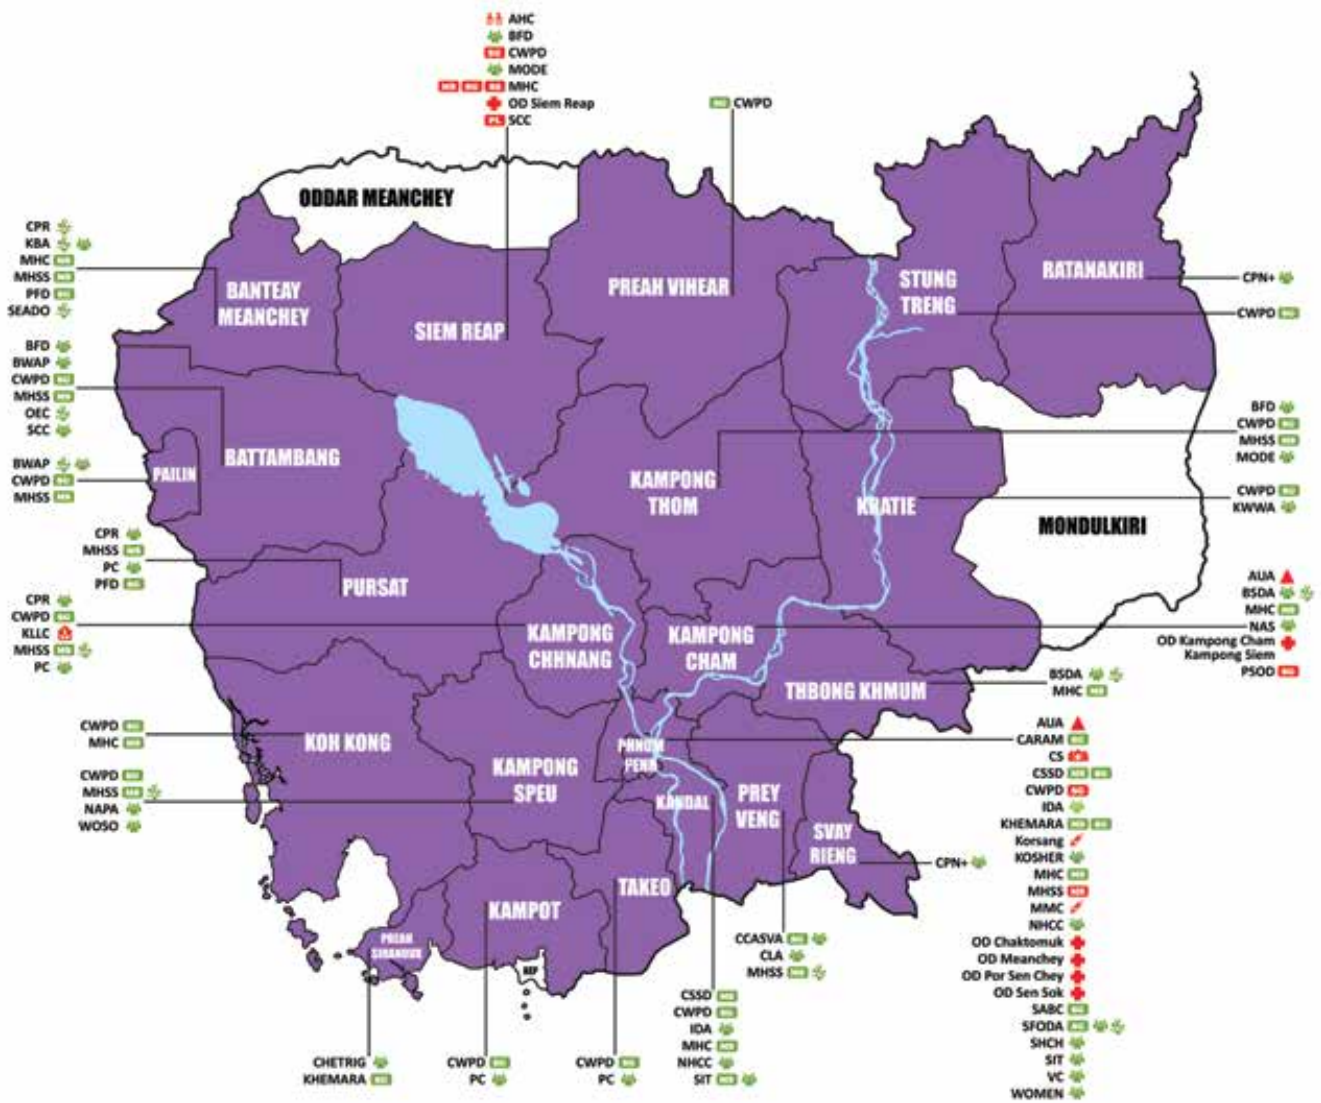 AHC
BFD
CWPD
MODE
MHC
OD Siem Reap
SCC
CWPD
ODDAR MEANCHEY
CPR
KBA
MHC
MHSS
PFD
SEADO
BANTEAY
MEANCHEY
SIEM REAP
PREAH VIHEAR
STUNG
TRENG
RATANAKIRI
CPN+
CWPD
BFD
BWAP
CWPD
MHSS
OEC
SCC
BWAP
CWPD
MHSS
PAILIN
BATTAMBANG
KAMPONG
THOM
KRATIE
BFD
CWPD
MHSS
MODE
CWPD
KWWA
MONDULKIRI
CPR
MHSS
PC
PFD
PURSAT
CPR
CWPD
KLLC
MHSS
PC
KAMPONG
CHHNANG
KAMPONG
CHAM
AUA
BSDA
MHC
NAS
OD Kampong Cham
Kampong Siem
PSOD
THBONG KHMUM
BSDA
MHC
CWPD
MHC
KOH KONG
CWPD
MHSS
NAPA
WOSO
KAMPONG
SPEU
PHNOM
PENH
KANDAL
PREY
VENG
SVAY
RIENG
CPN+
AUA
CARAM
CS
CSSD
CWPD
IDA
KHEMARA
Korsang
KOSHER
MHC
MHSS
MMC
NHCC
OD Chaktomuk
OD Meanchey
OD Por Sen Chey
OD Sen Sok
SABC
SFODA
SHCH
SIT
VC
WOMEN
TAKEO
KAMPOT
PREAH
SIHANOUK
KEP
CCASVA
CLA
MHSS
CSSD
CWPD
IDA
MHC
NHCC
SIT
CHETRIG
KHEMARA
CWPD
PC
CWPD
PC